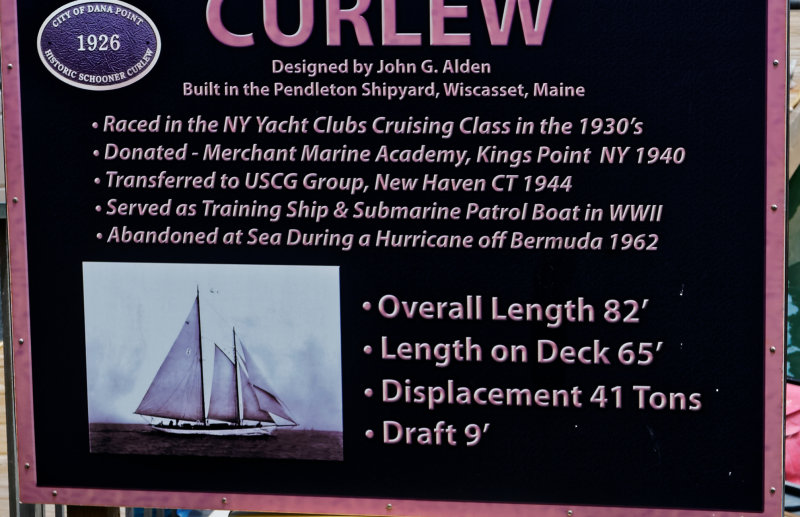 CITY OF DANA POINT
1926
HISTORIC SCHOONER CURLEW
CURLEW
Designed by John G. Alden
Built in the Pendleton Shipyard, Wiscasset, Maine
• Raced in the NY Yacht Clubs Cruising Class in the 1930's
• Donated - Merchant Marine Academy, Kings Point NY 1940
• Transferred to USCG Group, New Haven CT 1944
• Served as Training Ship & Submarine Patrol Boat in WWII
• Abandoned at Sea During a Hurricane off Bermuda 1962
• Overall Length 82'
• Length on Deck 65'
• Displacement 41 Tons
• Draft 9'